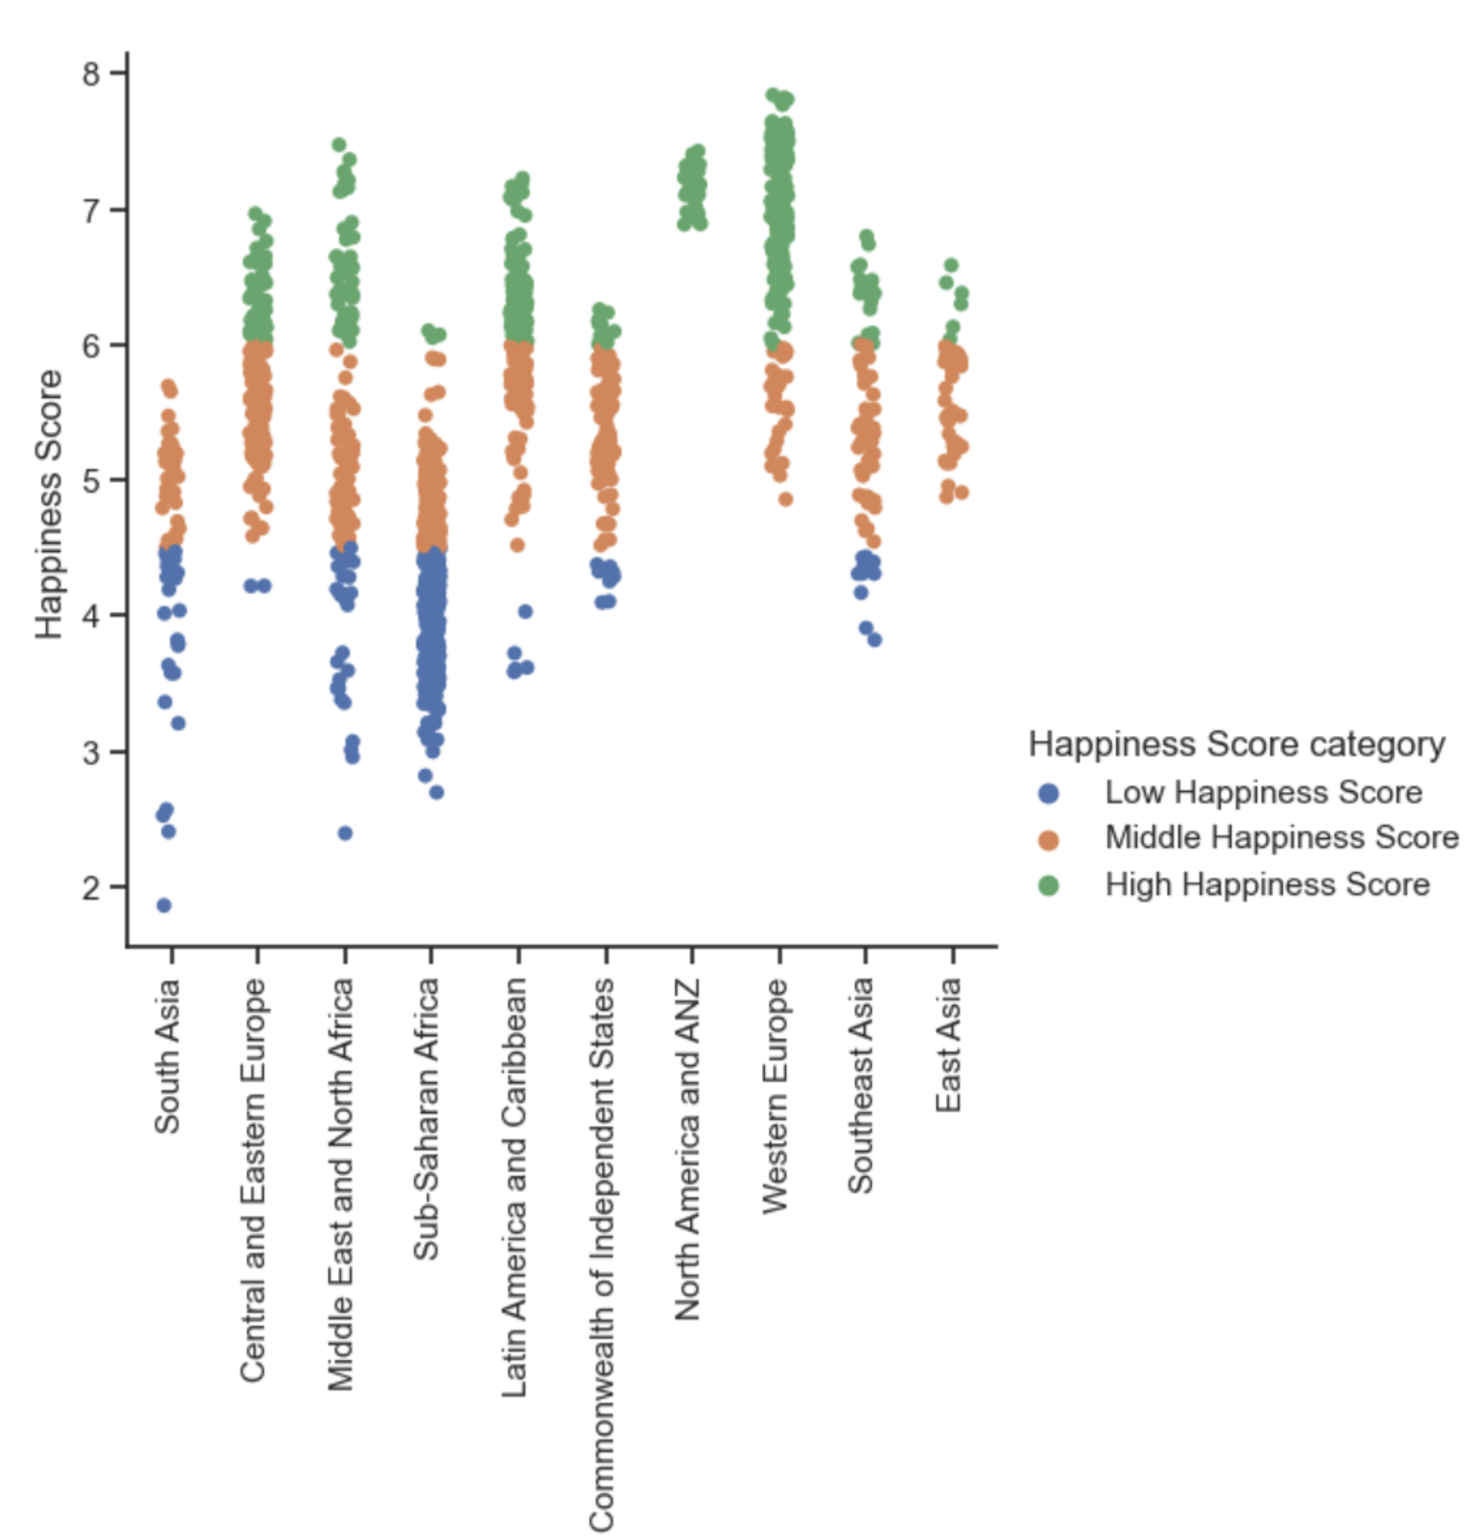 8
7
6
5
4
3
2
Happiness Score
South Asia
Central and Eastern Europe
Middle East and North Africa
Sub-Saharan Africa
Latin America and Caribbean
Commonwealth of Independent States
North America and ANZ
Western Europe
Southeast Asia
East Asia
Happiness Score category
Low Happiness Score
Middle Happiness Score
High Happiness Score